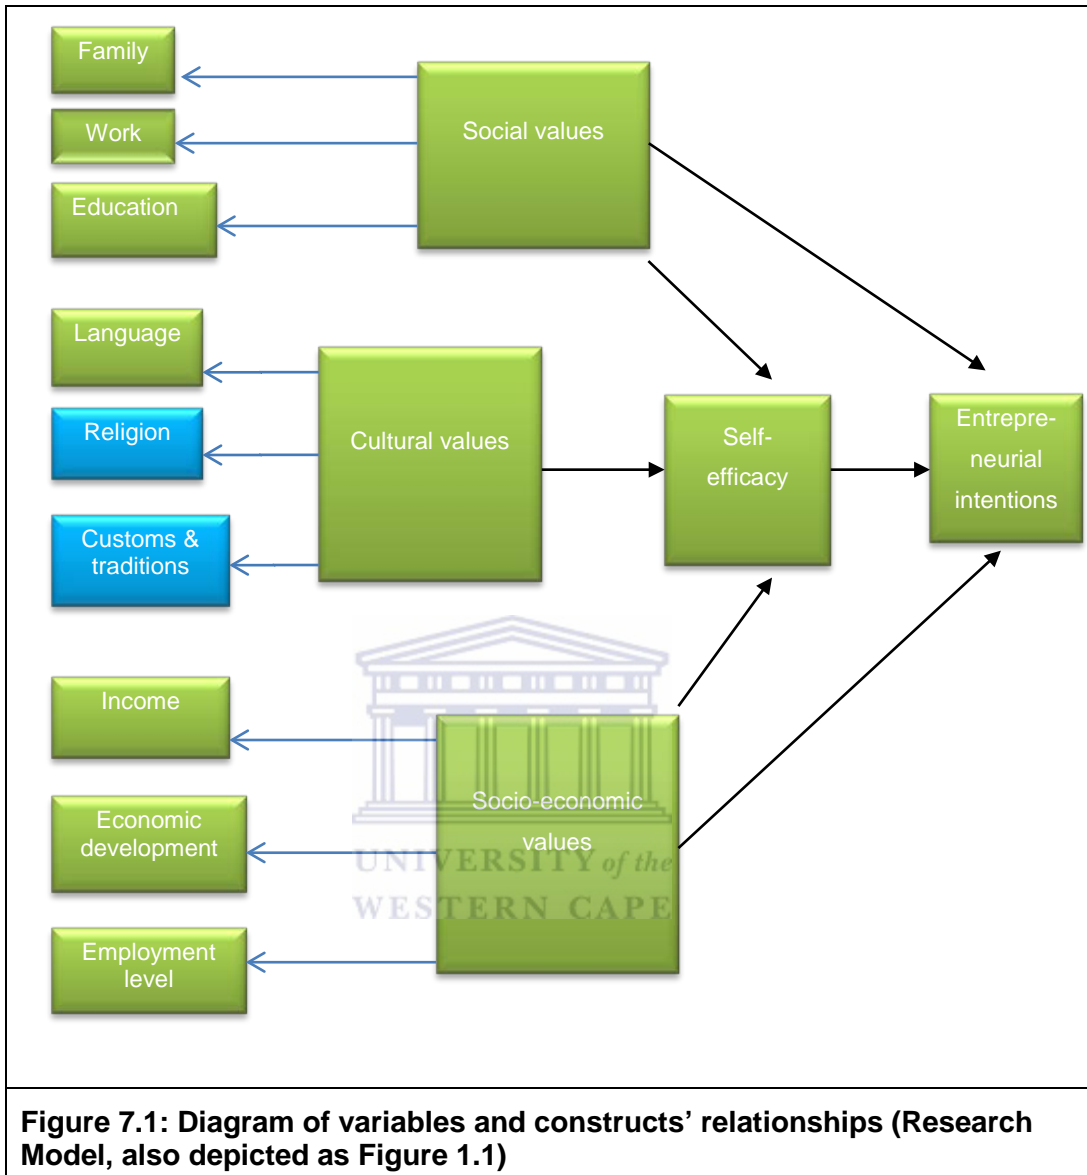 Family
Work
Education
Social values
Language
Religion
Customs &
traditions
Cultural values
Self-
efficacy
Entrepre-
neurial
intentions
Income
Economic
development
Employment
level
Socio-economic
values
UNIVERSITY of the
WESTERN CAPE
Figure 7.1: Diagram of variables and constructs’ relationships (Research
Model, also depicted as Figure 1.1)